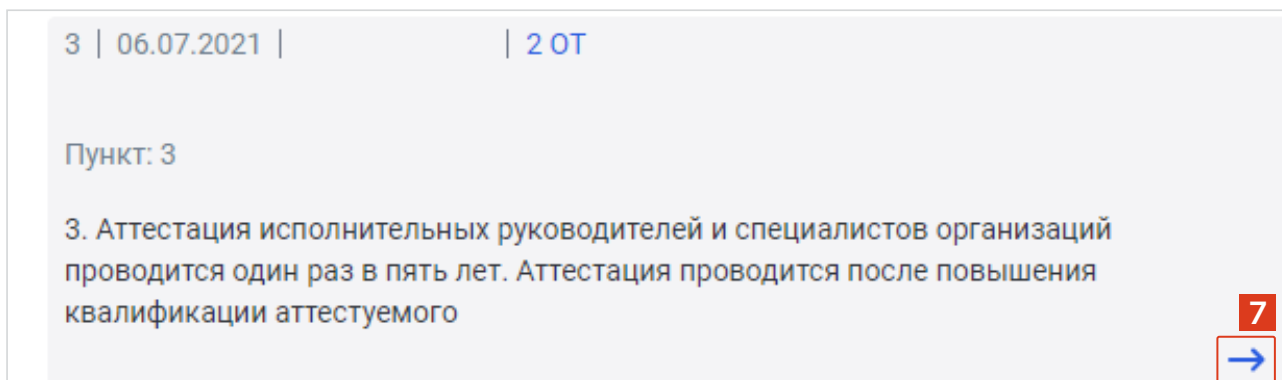 3 | 06.07.2021 | | 2 ОТ
Пункт: 3
3. Аттестация исполнительных руководителей и специалистов организаций
проводится один раз в пять лет. Аттестация проводится после повышения
квалификации аттестуемого
7